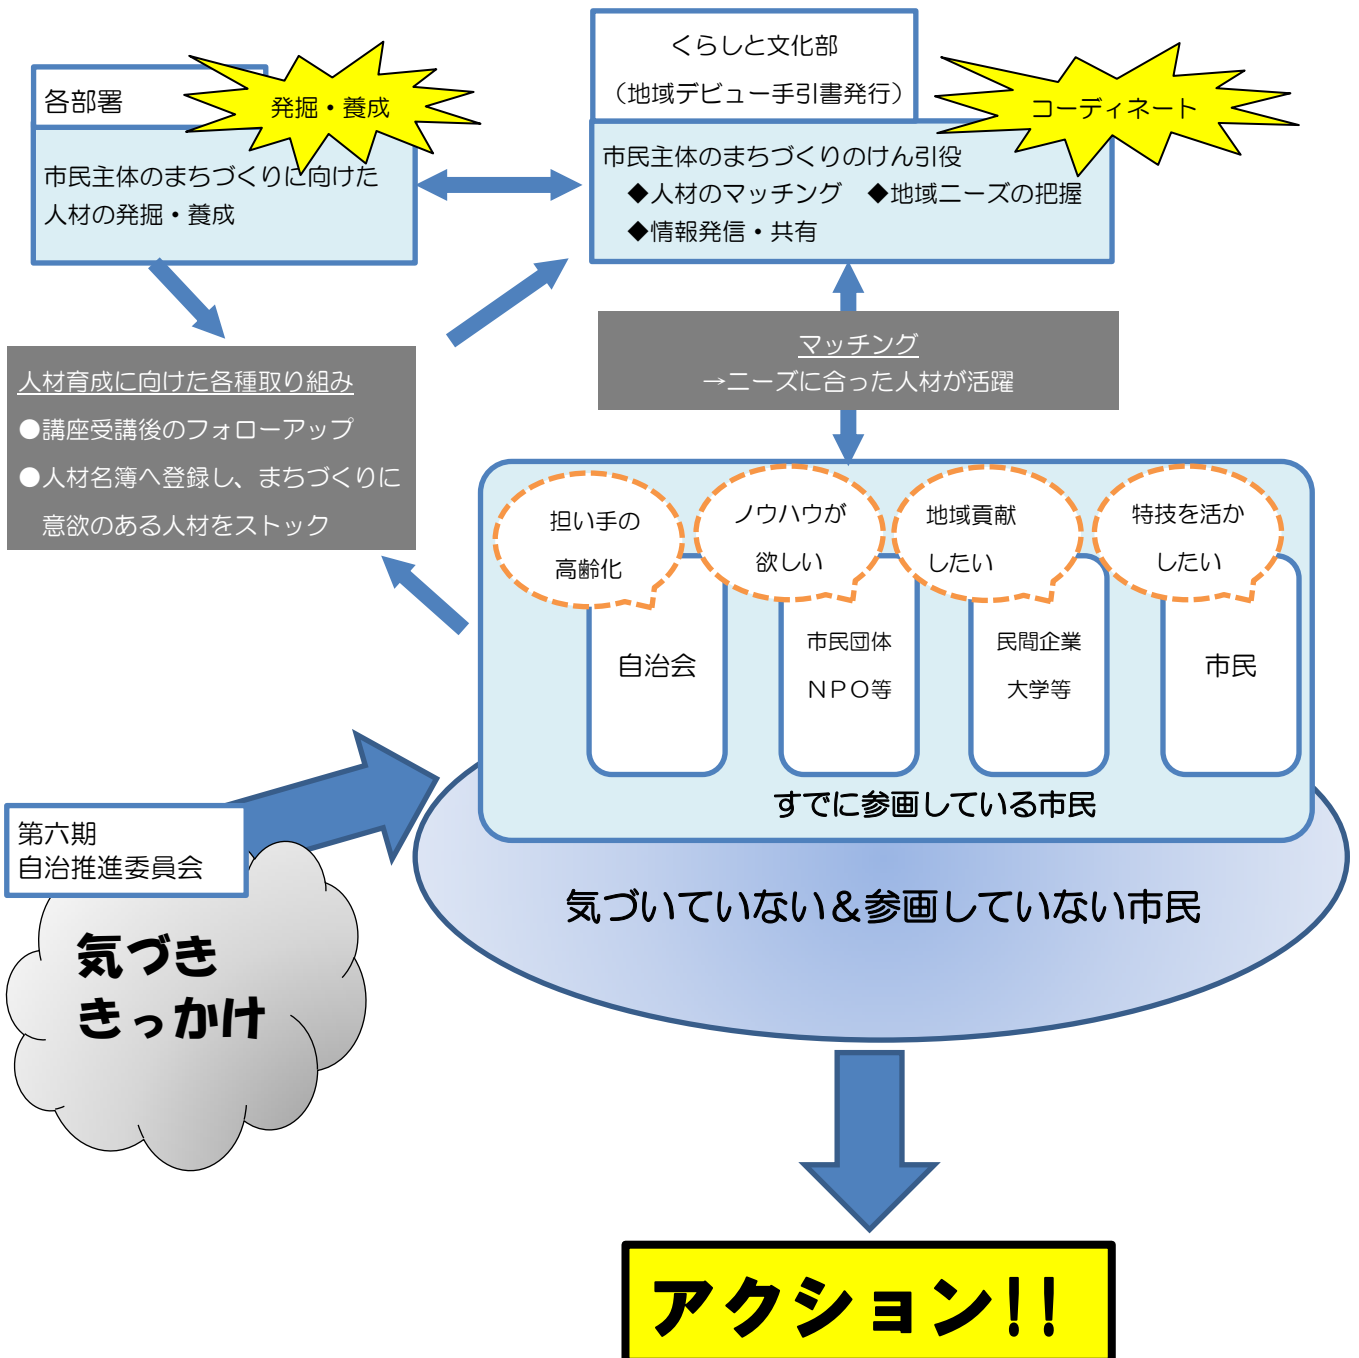 各部署
発掘・養成
市民主体のまちづくりに向けた
人材の発掘・養成
くらしと文化部
（地域デビュー手引書発行）
コーディネート
市民主体のまちづくりのけん引役
◆人材のマッチング　◆地域ニーズの把握
◆情報発信・共有
人材育成に向けた各種取り組み
●講座受講後のフォローアップ
●人材名簿へ登録し、まちづくりに
意欲のある人材をストック
マッチング
→ニーズに合った人材が活躍
担い手の
高齢化
ノウハウが
欲しい
地域貢献
したい
特技を活か
したい
自治会
市民団体
ＮＰＯ等
民間企業
大学等
市民
すでに参画している市民
気づいていない＆参画していない市民
第六期
自治推進委員会
気づき
きっかけ
アクション!!